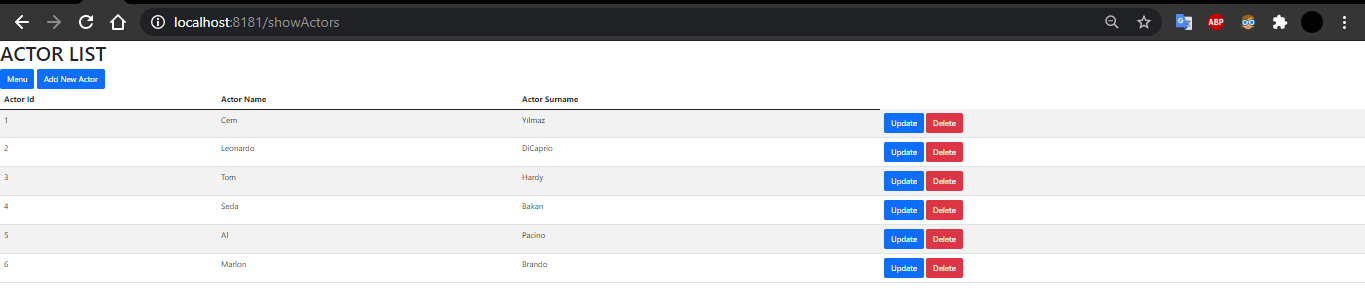 localhost:8181/showActors
ABP
ACTOR LIST
Menu Add New Actor
Actor Id Actor Name Actor Surname
1 Cem Yılmaz Update Delete
2 Leonardo DiCaprio Update Delete
3 Tom Hardy Update Delete
4 Seda Bakan Update Delete
5 Al Pacino Update Delete
6 Marlon Brando Update Delete